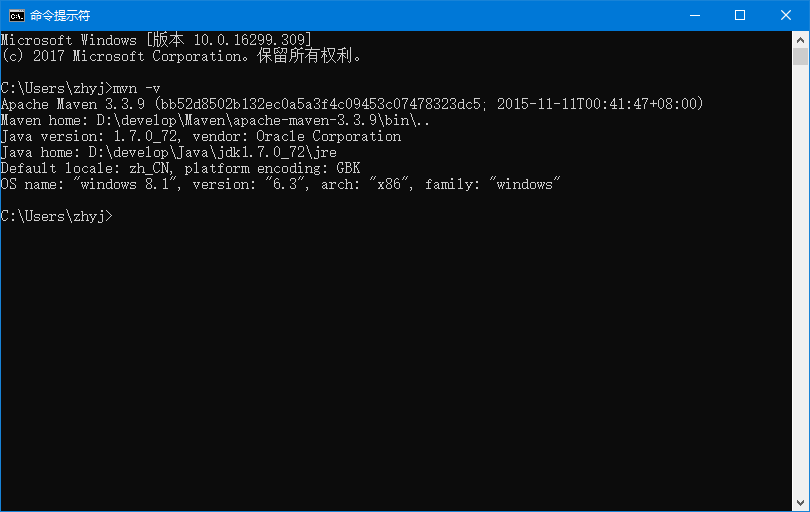 命令提示符
Microsoft Windows [版本 10.0.16299.309]
(c) 2017 Microsoft Corporation。保留所有权利。
C:\Users\zhyj>mvn -v
Apache Maven 3.3.9 (bb52d8502b132ec0a5a3f4c09453c07478323dc5; 2015-11-11T00:41:47+08:00)
Maven home: D:\develop\Maven\apache-maven-3.3.9\bin\..
Java version: 1.7.0_72, vendor: Oracle Corporation
Java home: D:\develop\Java\jdk1.7.0_72\jre
Default locale: zh_CN, platform encoding: GBK
OS name: "windows 8.1", version: "6.3", arch: "x86", family: "windows"
C:\Users\zhyj>